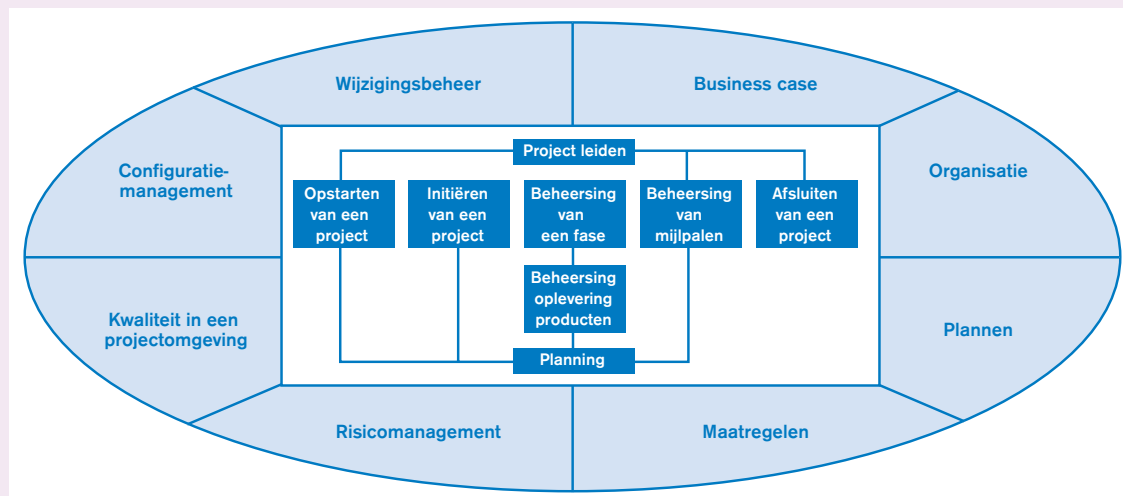 Wijzigingsbeheer
Business case
Configuratie-
management
Organisatie
Project leiden
Opstarten
van een
project
Initiëren
van een
project
Beheersing
van
een fase
Beheersing
van
mijlpalen
Afsluiten
van een
project
Beheersing
oplevering
producten
Planning
Kwaliteit in een
projectomgeving
Plannen
Risicomanagement
Maatregelen